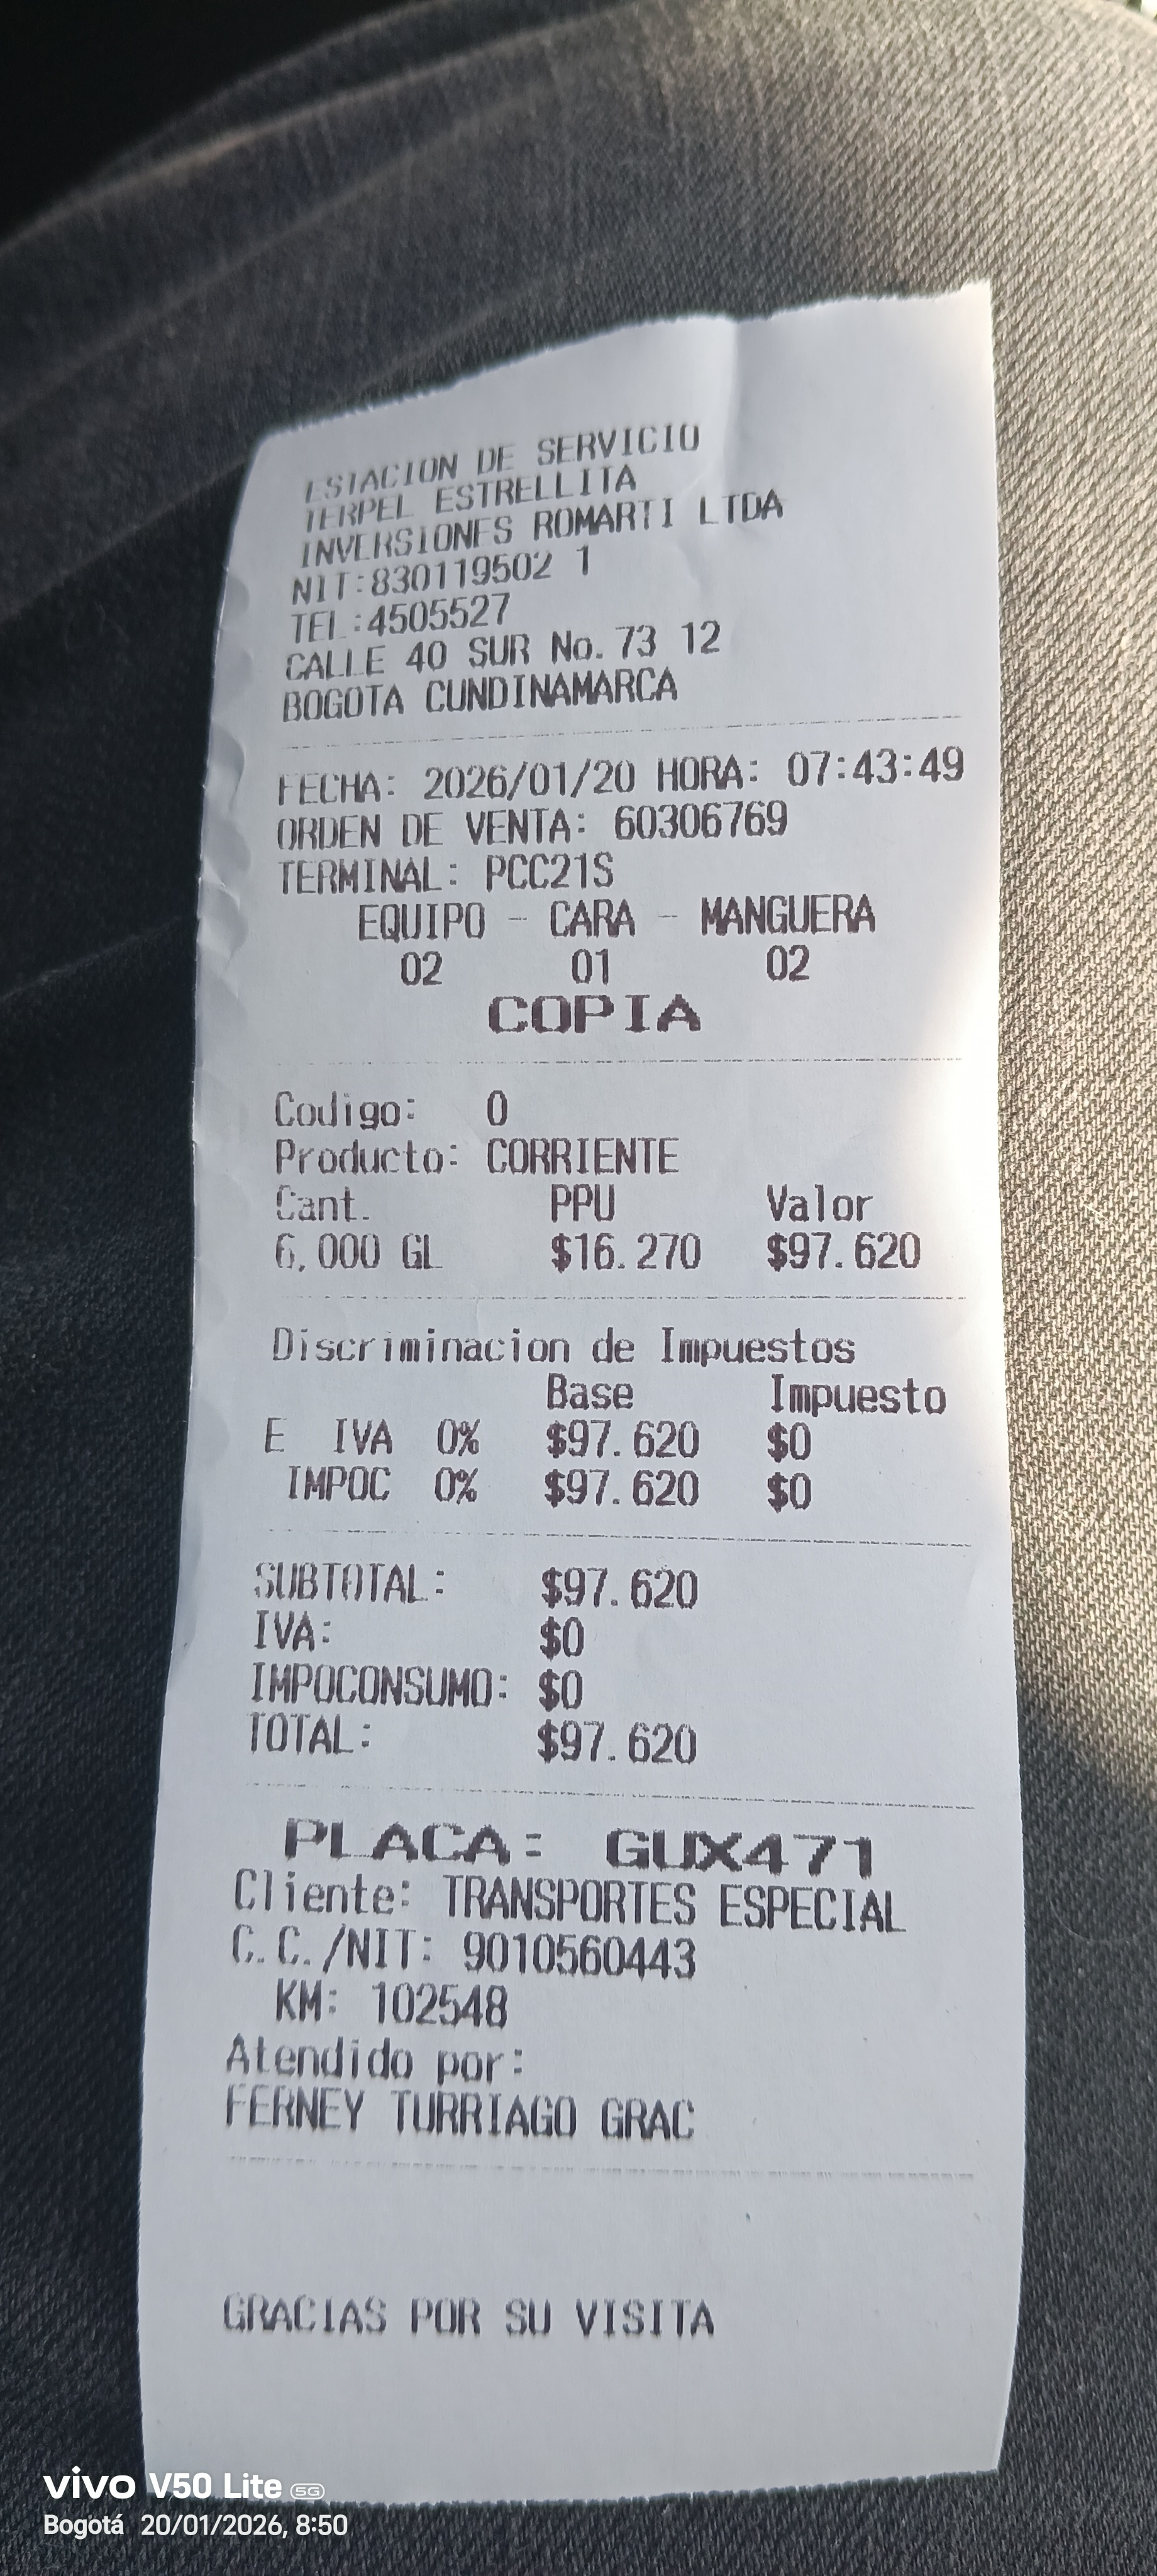 ESTACION DE SERVICIO
TERPEL ESTRELLITA
INVERSIONES ROMARTI LTDA
NIT:830119502 1
TEL:4505527
CALLE 40 SUR No.73 12
BOGOTA CUNDINAMARCA
FECHA: 2026/01/20 HORA: 07:43:49
ORDEN DE VENTA: 60306769
TERMINAL: PCC21S
EQUIPO - CARA - MANGUERA
02 01 02
COPIA
Codigo: 0
Producto: CORRIENTE
Cant. PPU Valor
6,000 GL $16.270 $97.620
Discriminacion de Impuestos
Base Impuesto
E IVA 0% $97.620 $0
IMPOC 0% $97.620 $0
SUBTOTAL: $97.620
IVA: $0
IMPOCONSUMO: $0
TOTAL: $97.620
PLACA: GUX471
Cliente: TRANSPORTES ESPECIAL
C.C./NIT: 9010560443
KM: 102548
Atendido por:
FERNEY TURRIAGO GRAC
GRACIAS POR SU VISITA
vivo V50 Lite 5G
Bogotá 20/01/2026, 8:50